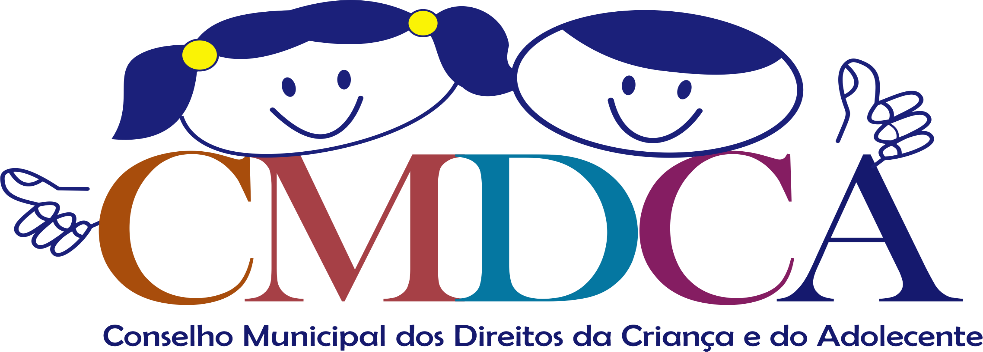 CMDCA
Conselho Municipal dos Direitos da Criança e do Adolecente